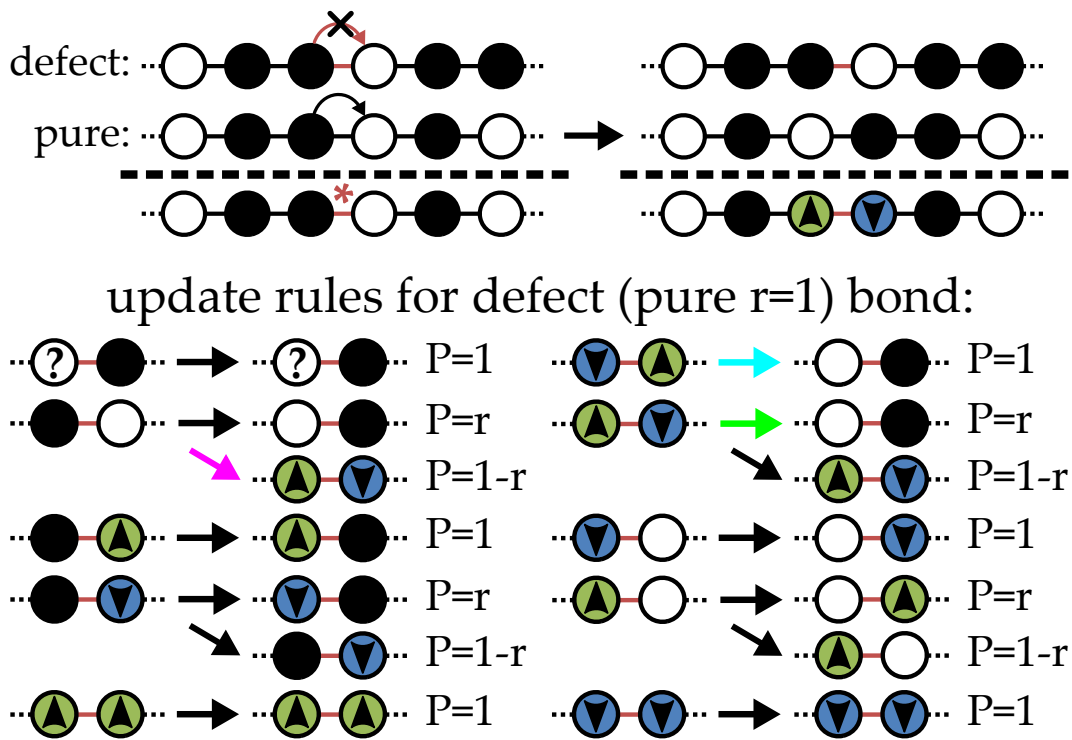 defect:
pure:
*
update rules for defect (pure r=1) bond:
? ? P=1 P=1
P=r P=r
P=1-r P=1-r
P=1 P=1
P=r P=r
P=1-r P=1-r
P=1 P=1